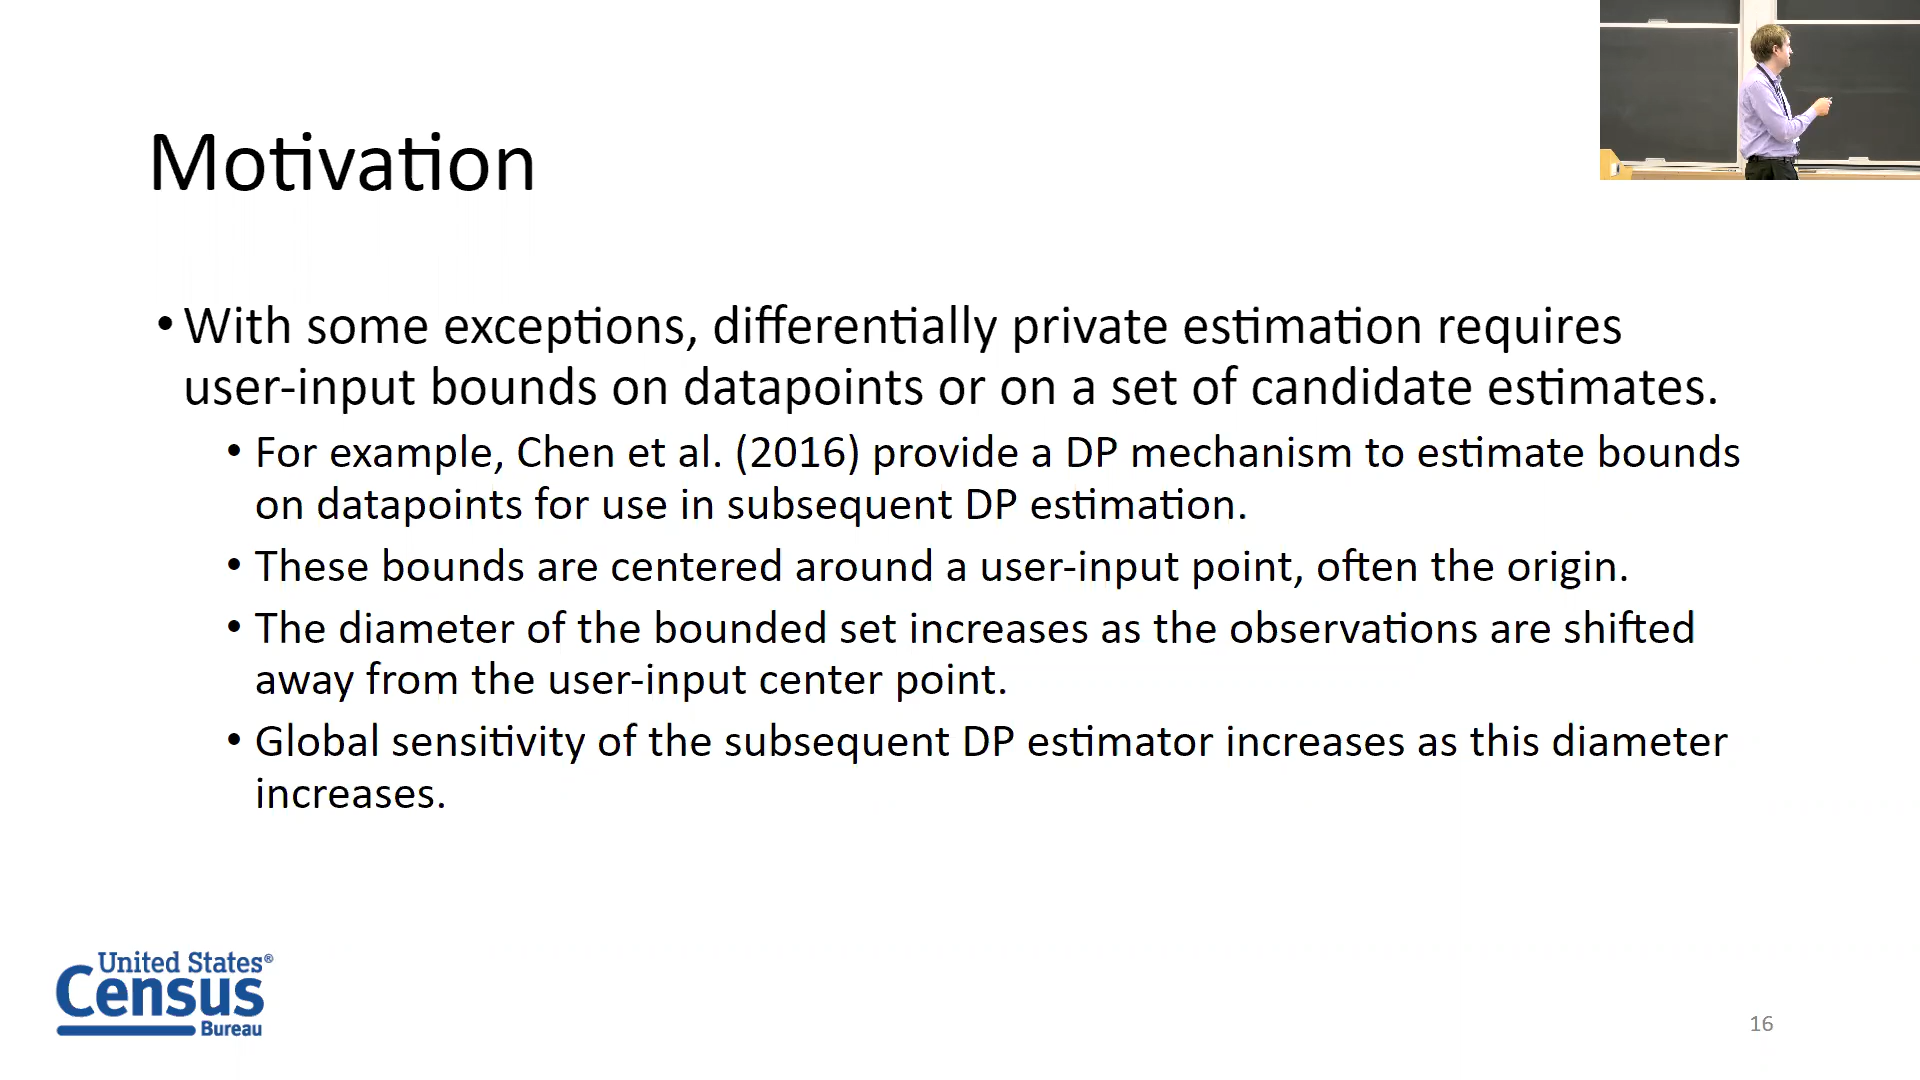 Motivation
• With some exceptions, differentially private estimation requires
user-input bounds on datapoints or on a set of candidate estimates.
• For example, Chen et al. (2016) provide a DP mechanism to estimate bounds
on datapoints for use in subsequent DP estimation.
• These bounds are centered around a user-input point, often the origin.
• The diameter of the bounded set increases as the observations are shifted
away from the user-input center point.
• Global sensitivity of the subsequent DP estimator increases as this diameter
increases.
United States®
Census
Bureau
16